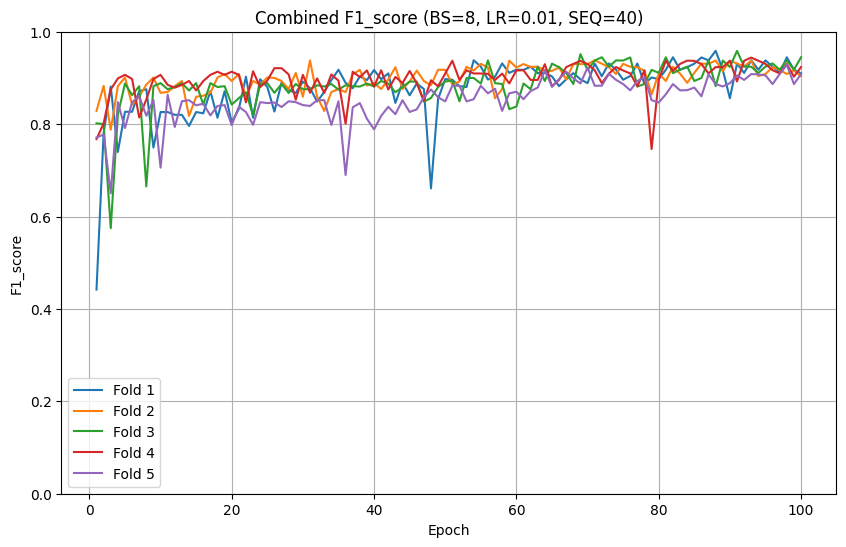 Combined F1_score (BS=8, LR=0.01, SEQ=40)
1.0
0.8
0.6
0.4
0.2
0.0
F1_score
Fold 1
Fold 2
Fold 3
Fold 4
Fold 5
0 20 40 60 80 100
Epoch